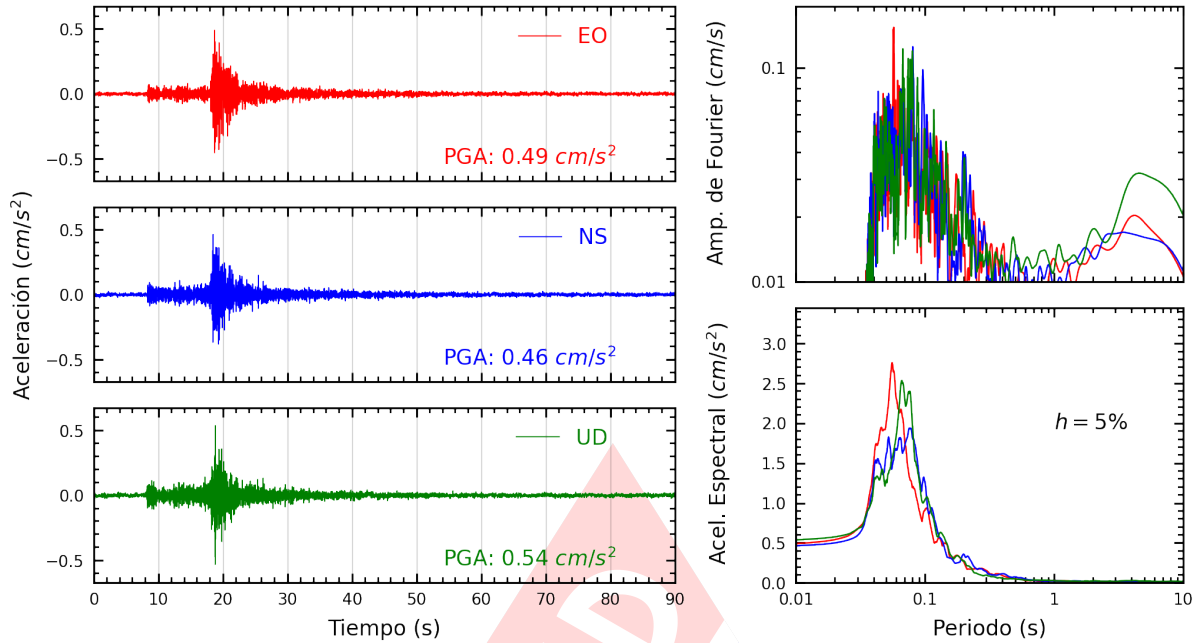 Aceleración (cm/s²)
0.5
0.0
−0.5
EO
PGA: 0.49 cm/s²
0.5
0.0
−0.5
NS
PGA: 0.46 cm/s²
0.5
0.0
−0.5
UD
PGA: 0.54 cm/s²
0 10 20 30 40 50 60 70 80 90
Tiempo (s)
Amp. de Fourier (cm/s)
0.1
0.01
Acel. Espectral (cm/s²)
3.0
2.5
2.0
1.5
1.0
0.5
0.0
h = 5%
0.01 0.1 1 10
Periodo (s)